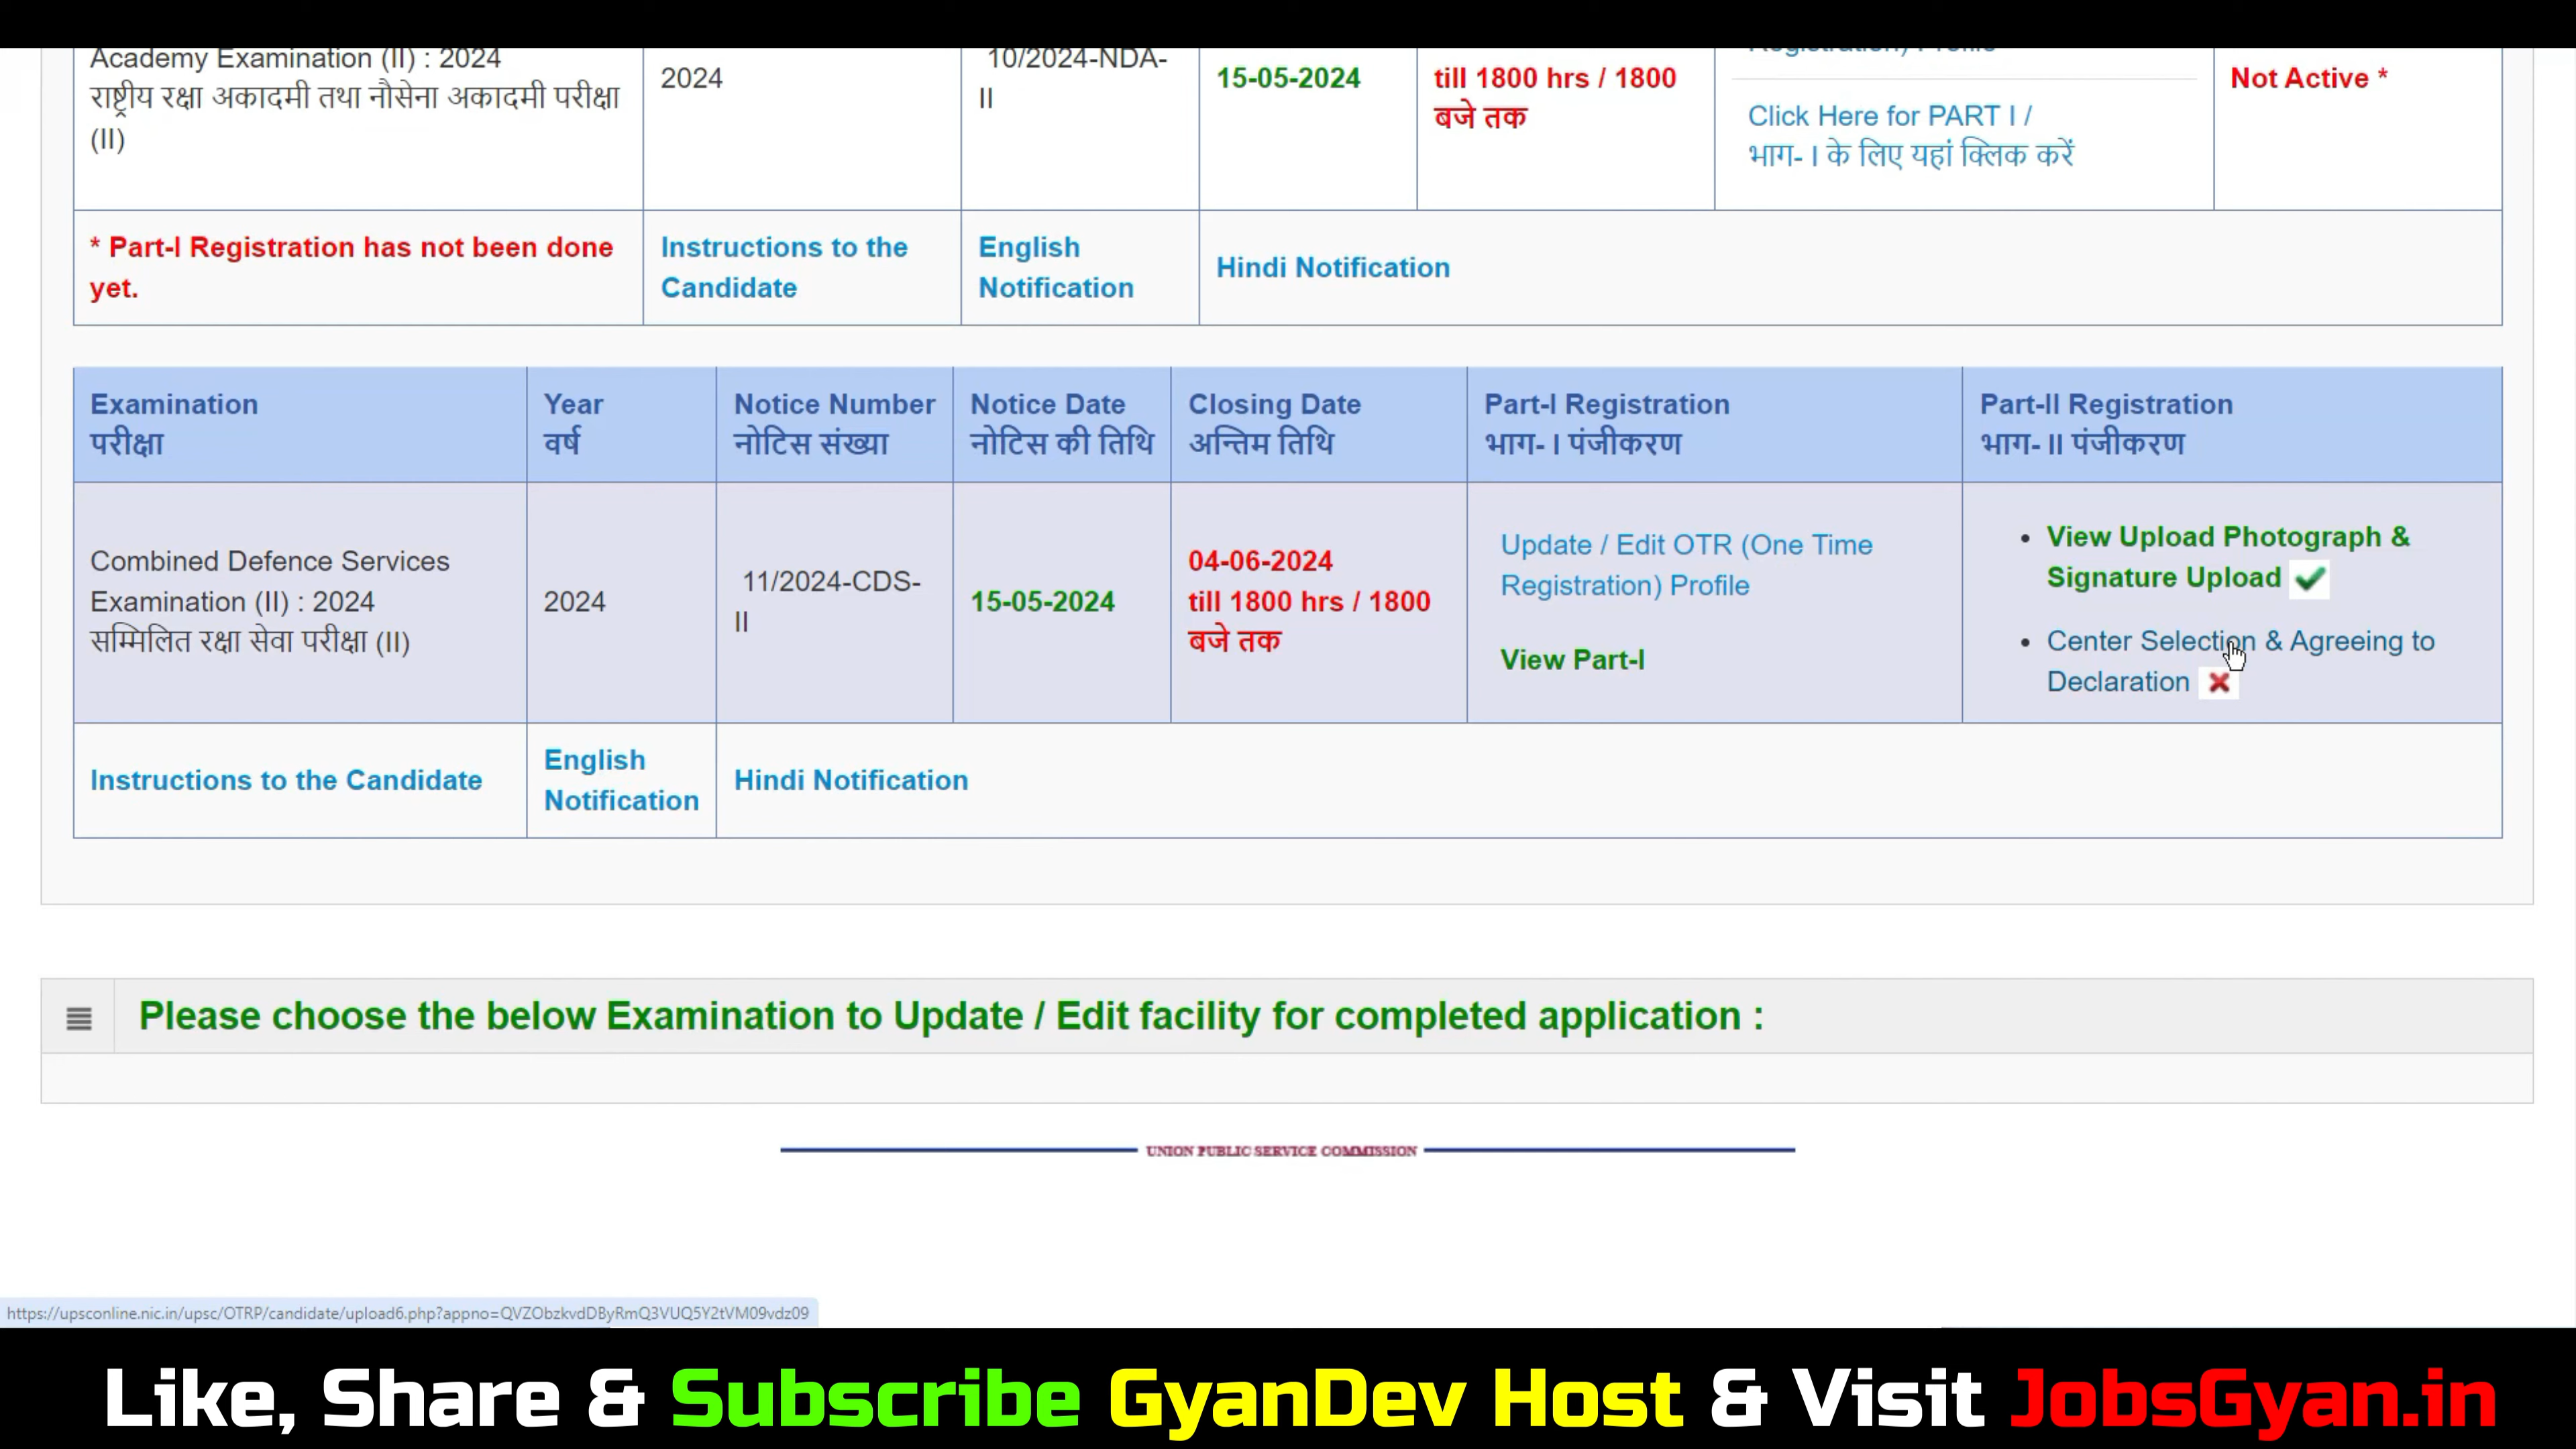 Academy Examination (II) : 2024
राष्ट्रीय रक्षा अकादमी तथा नौसेना अकादमी परीक्षा
(II)
2024
10/2024-NDA-
II
15-05-2024
till 1800 hrs / 1800
बजे तक
Registration) Profile
Click Here for PART I /
भाग- I के लिए यहां क्लिक करें
Not Active *
* Part-I Registration has not been done
yet.
Instructions to the
Candidate
English
Notification
Hindi Notification
Examination
परीक्षा
Year
वर्ष
Notice Number
नोटिस संख्या
Notice Date
नोटिस की तिथि
Closing Date
अन्तिम तिथि
Part-I Registration
भाग- I पंजीकरण
Part-II Registration
भाग- II पंजीकरण
Combined Defence Services
Examination (II) : 2024
सम्मिलित रक्षा सेवा परीक्षा (II)
2024
11/2024-CDS-
II
15-05-2024
04-06-2024
till 1800 hrs / 1800
बजे तक
Update / Edit OTR (One Time
Registration) Profile
View Part-I
• View Upload Photograph &
Signature Upload
• Center Selection & Agreeing to
Declaration
Instructions to the Candidate
English
Notification
Hindi Notification
Please choose the below Examination to Update / Edit facility for completed application :
UNION PUBLIC SERVICE COMMISSION
https://upsconline.nic.in/upsc/OTRP/candidate/upload6.php?appno=QVZObzkvdDByRmQ3VUQ5Y2tVM09vdz09
Like, Share & Subscribe GyanDev Host & Visit JobsGyan.in